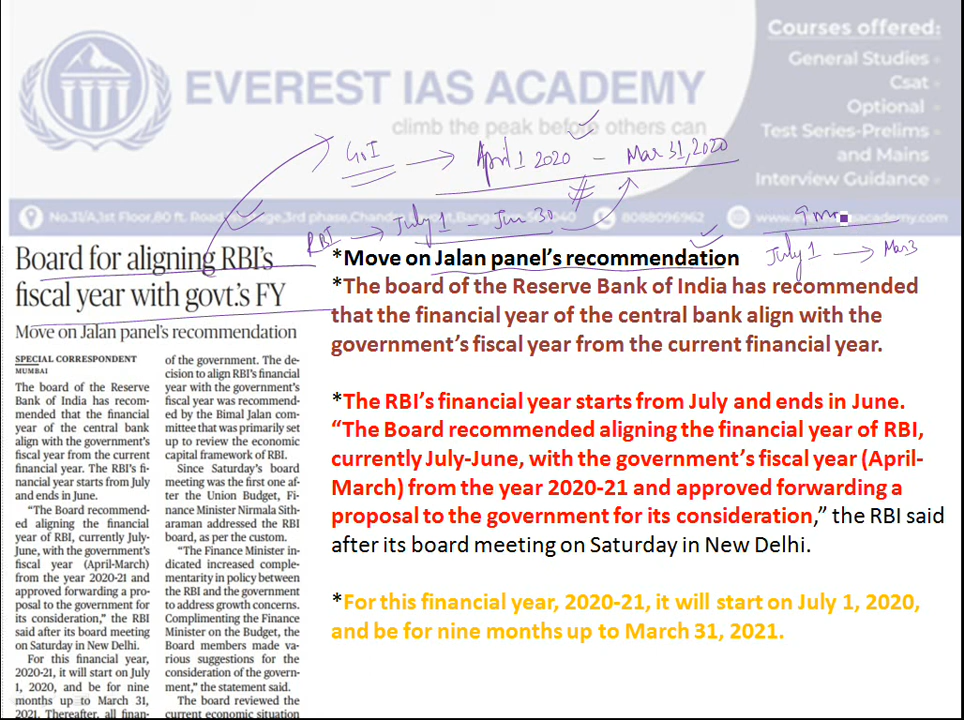 EVEREST IAS ACADEMY
climb the peak before others can
Courses offered:
General Studies
Csat
Optional
Test Series-Prelims
and Mains
Interview Guidance
GoI → April 1 2020 – Mar 31, 2020
RBI → July 1 – Jun 30
No.31/A,1st Floor,80 ft. Road, 3rd phase,
8088096962
9 mo
July 1 → Mar 3
Board for aligning RBI's
fiscal year with govt.'s FY
Move on Jalan panel's recommendation
SPECIAL CORRESPONDENT
MUMBAI
The board of the Reserve
Bank of India has recom-
mended that the financial
year of the central bank
align with the government's
fiscal year from the current
financial year. The RBI's fi-
nancial year starts from July
and ends in June.
"The Board recommend-
ed aligning the financial
year of RBI, currently July-
June, with the government's
fiscal year (April-March)
from the year 2020-21 and
approved forwarding a pro-
posal to the government for
its consideration," the RBI
said after its board meeting
on Saturday in New Delhi.
For this financial year,
2020-21, it will start on July
1, 2020, and be for nine
months up to March 31,
2021. Thereafter, all finan-
of the government. The de-
cision to align RBI's financial
year with the government's
fiscal year was recommend-
ed by the Bimal Jalan com-
mittee that was primarily set
up to review the economic
capital framework of RBI.
Since Saturday's board
meeting was the first one af-
ter the Union Budget, Fi-
nance Minister Nirmala Sith-
araman addressed the RBI
board, as per the custom.
"The Finance Minister in-
dicated increased comple-
mentarity in policy between
the RBI and the government
to address growth concerns.
Complimenting the Finance
Minister on the Budget, the
Board members made va-
rious suggestions for the
consideration of the govern-
ment," the statement said.
The board reviewed the
current economic situation
*Move on Jalan panel's recommendation
*The board of the Reserve Bank of India has recommended
that the financial year of the central bank align with the
government's fiscal year from the current financial year.
*The RBI's financial year starts from July and ends in June.
"The Board recommended aligning the financial year of RBI,
currently July-June, with the government's fiscal year (April-
March) from the year 2020-21 and approved forwarding a
proposal to the government for its consideration," the RBI said
after its board meeting on Saturday in New Delhi.
*For this financial year, 2020-21, it will start on July 1, 2020,
and be for nine months up to March 31, 2021.